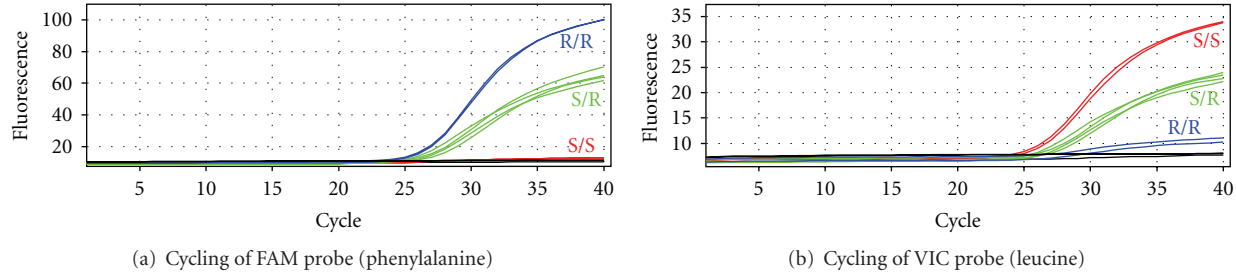 100
80
60
40
20
Fluorescence
R/R
S/R
S/S
5 10 15 20 25 30 35 40
Cycle
(a) Cycling of FAM probe (phenylalanine)
35
30
25
20
15
10
Fluorescence
S/S
S/R
R/R
5 10 15 20 25 30 35 40
Cycle
(b) Cycling of VIC probe (leucine)